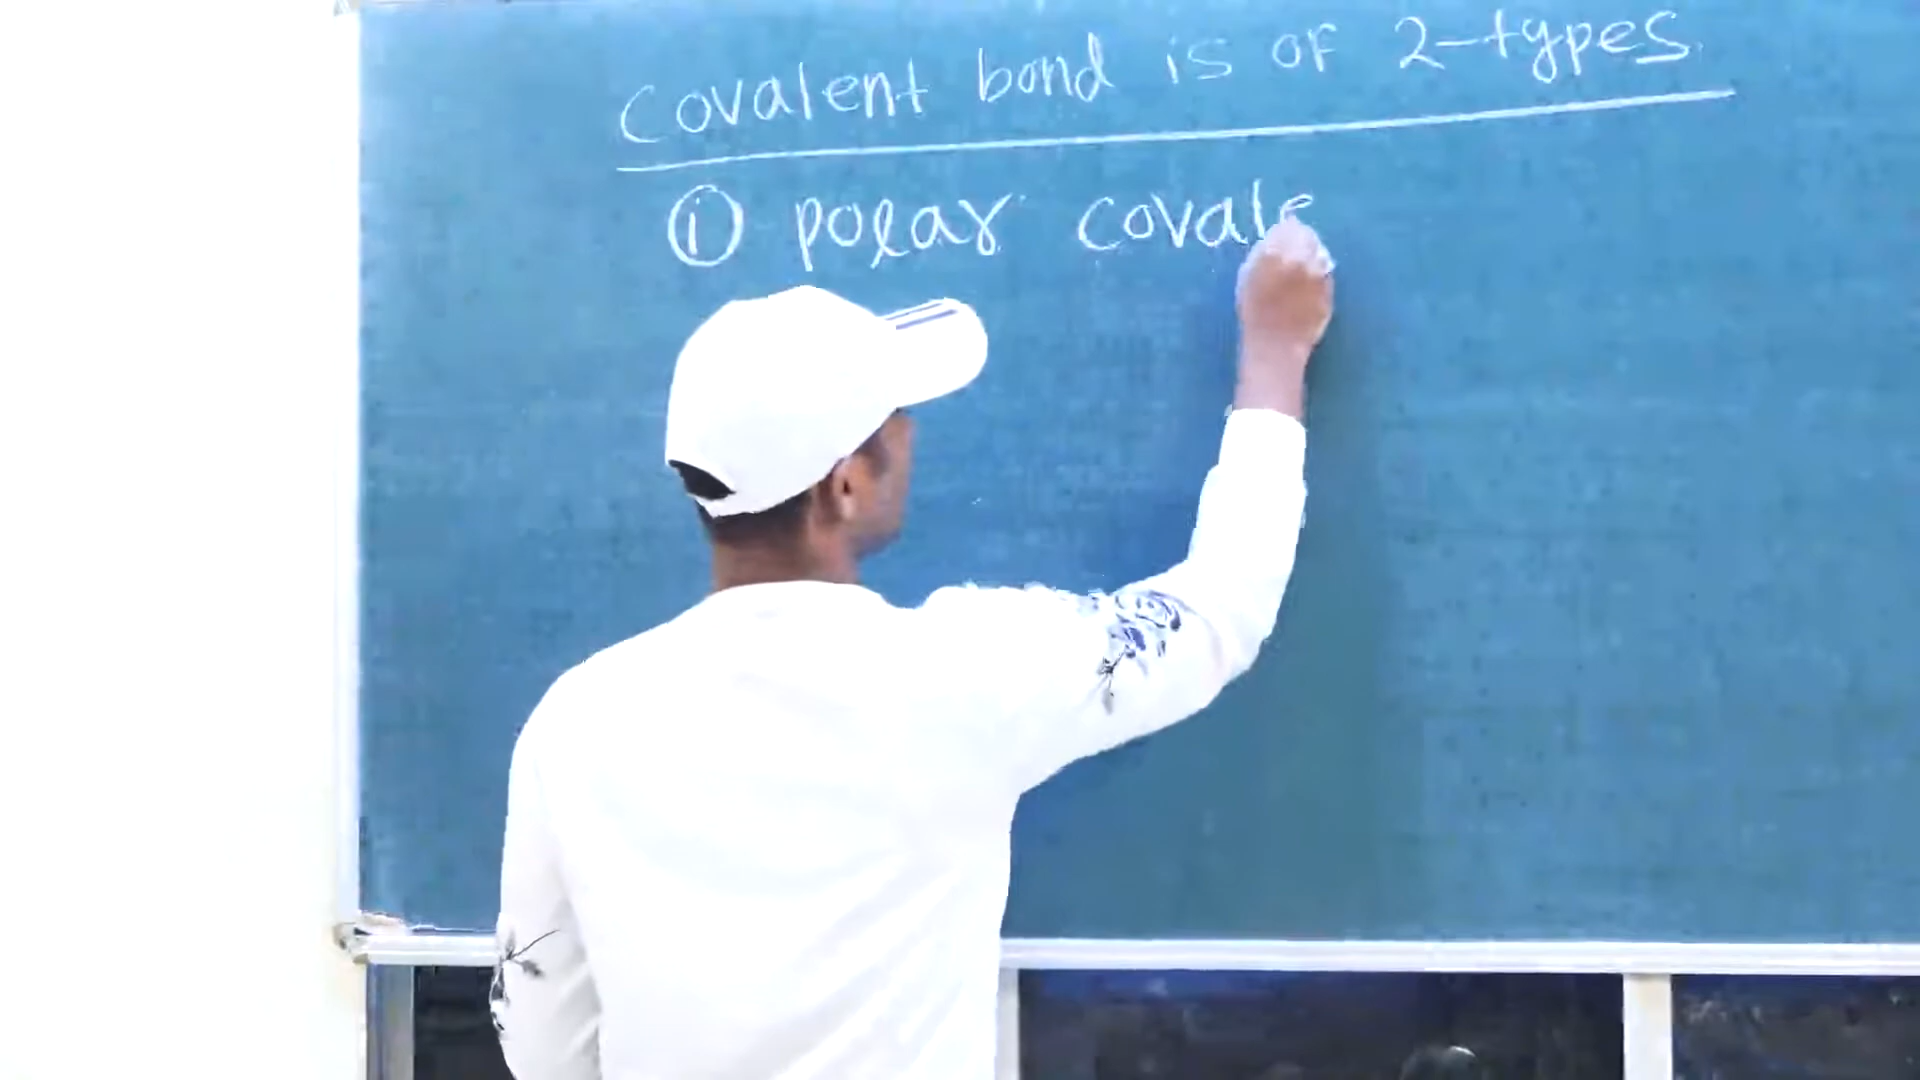 Covalent bond is of 2-types.
① polar covale